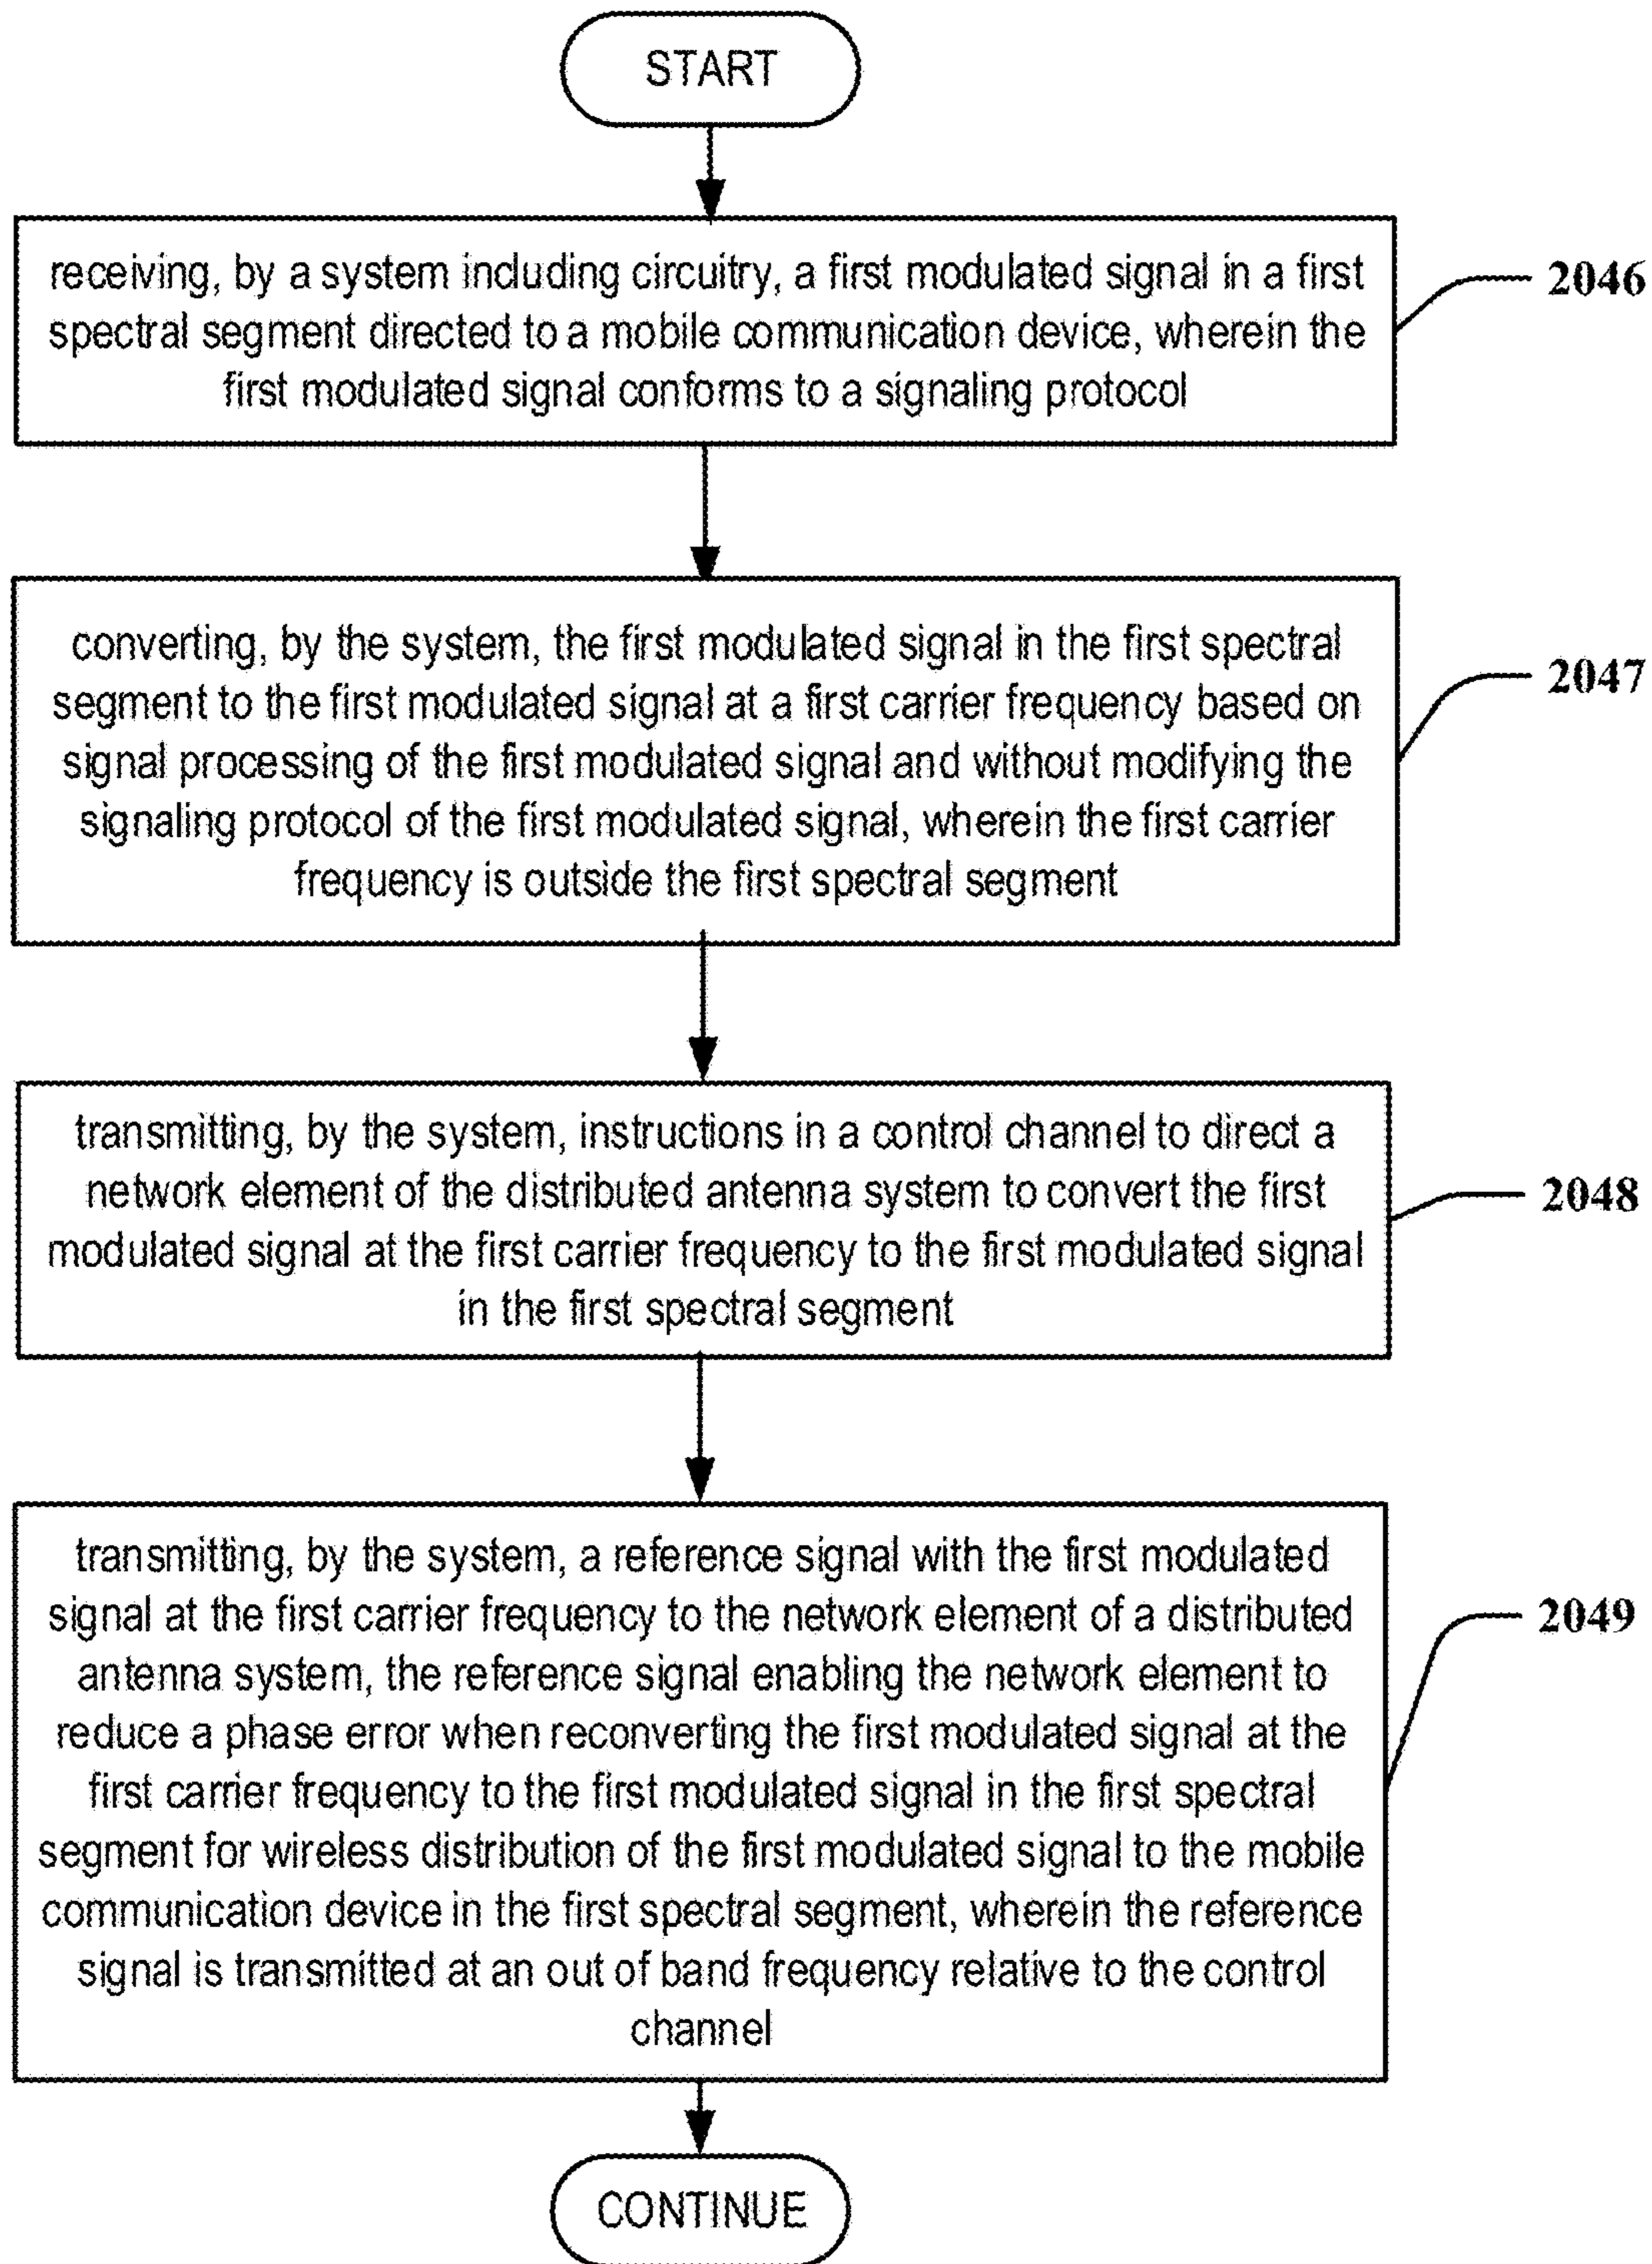 START
receiving, by a system including circuitry, a first modulated signal in a first
spectral segment directed to a mobile communication device, wherein the
first modulated signal conforms to a signaling protocol
2046
converting, by the system, the first modulated signal in the first spectral
segment to the first modulated signal at a first carrier frequency based on
signal processing of the first modulated signal and without modifying the
signaling protocol of the first modulated signal, wherein the first carrier
frequency is outside the first spectral segment
2047
transmitting, by the system, instructions in a control channel to direct a
network element of the distributed antenna system to convert the first
modulated signal at the first carrier frequency to the first modulated signal
in the first spectral segment
2048
transmitting, by the system, a reference signal with the first modulated
signal at the first carrier frequency to the network element of a distributed
antenna system, the reference signal enabling the network element to
reduce a phase error when reconverting the first modulated signal at the
first carrier frequency to the first modulated signal in the first spectral
segment for wireless distribution of the first modulated signal to the mobile
communication device in the first spectral segment, wherein the reference
signal is transmitted at an out of band frequency relative to the control
channel
2049
CONTINUE